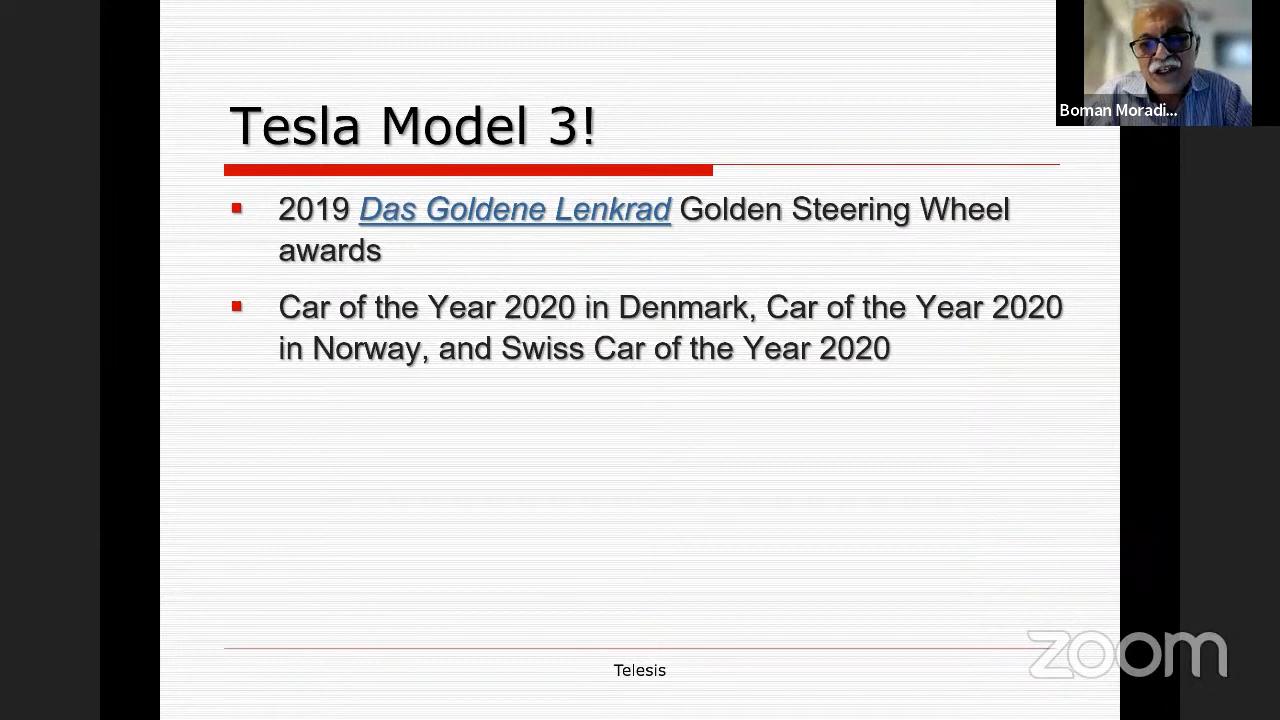 Boman Moradi...
Tesla Model 3!
2019 Das Goldene Lenkrad Golden Steering Wheel
awards
Car of the Year 2020 in Denmark, Car of the Year 2020
in Norway, and Swiss Car of the Year 2020
Telesis
zoom